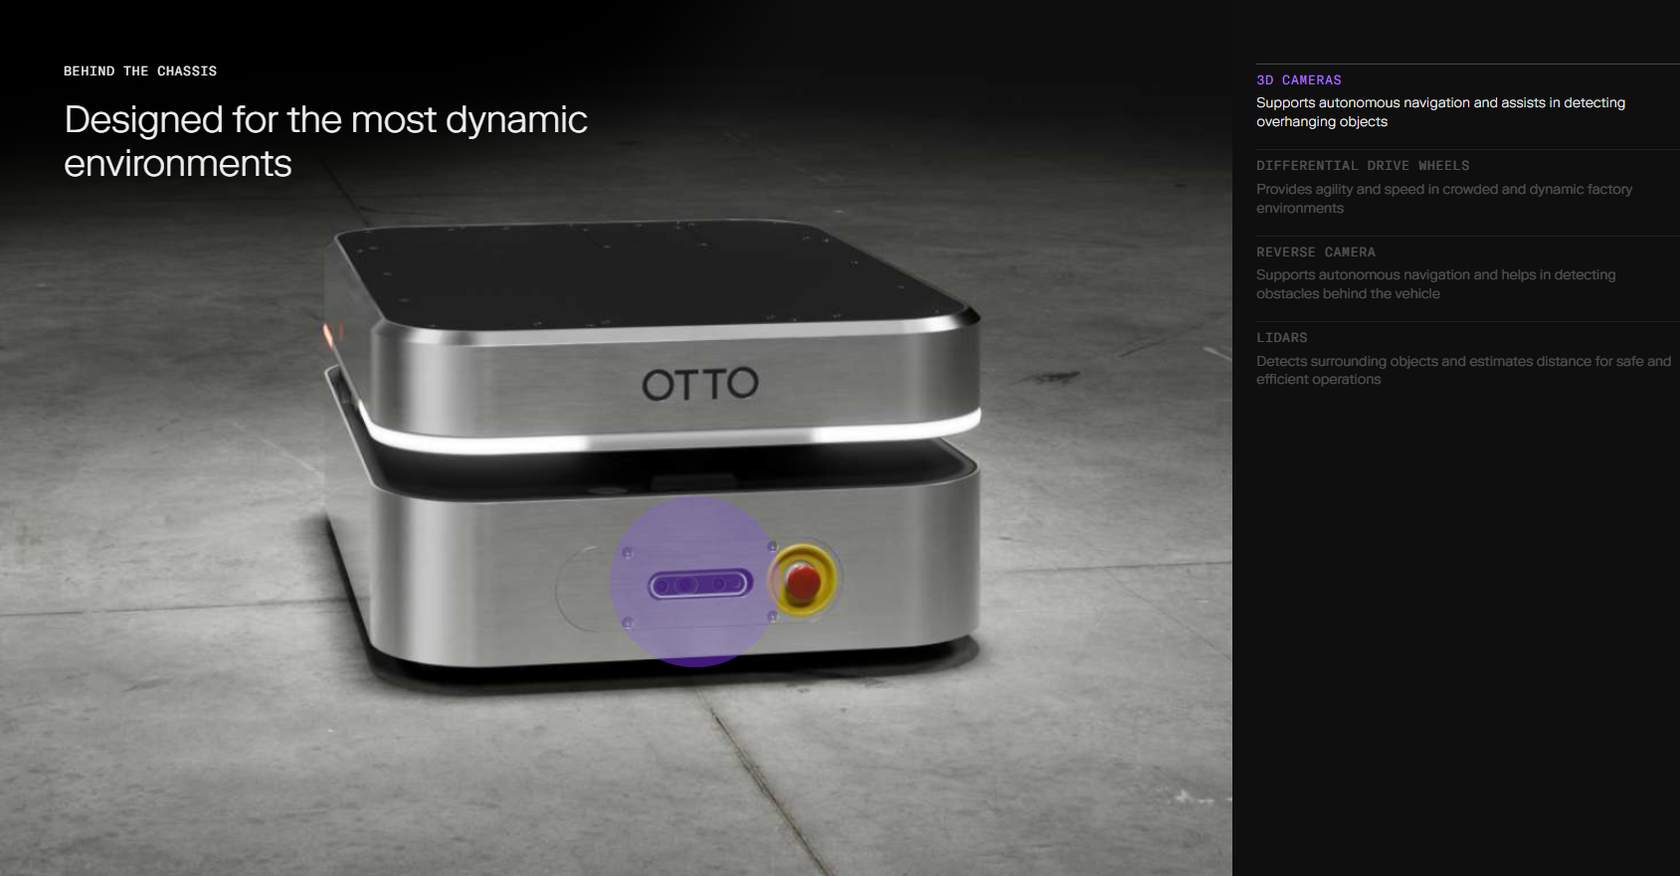 BEHIND THE CHASSIS
Designed for the most dynamic
environments
OTTO
3D CAMERAS
Supports autonomous navigation and assists in detecting
overhanging objects
DIFFERENTIAL DRIVE WHEELS
Provides agility and speed in crowded and dynamic factory
environments
REVERSE CAMERA
Supports autonomous navigation and helps in detecting
obstacles behind the vehicle
LIDARS
Detects surrounding objects and estimates distance for safe and
efficient operations